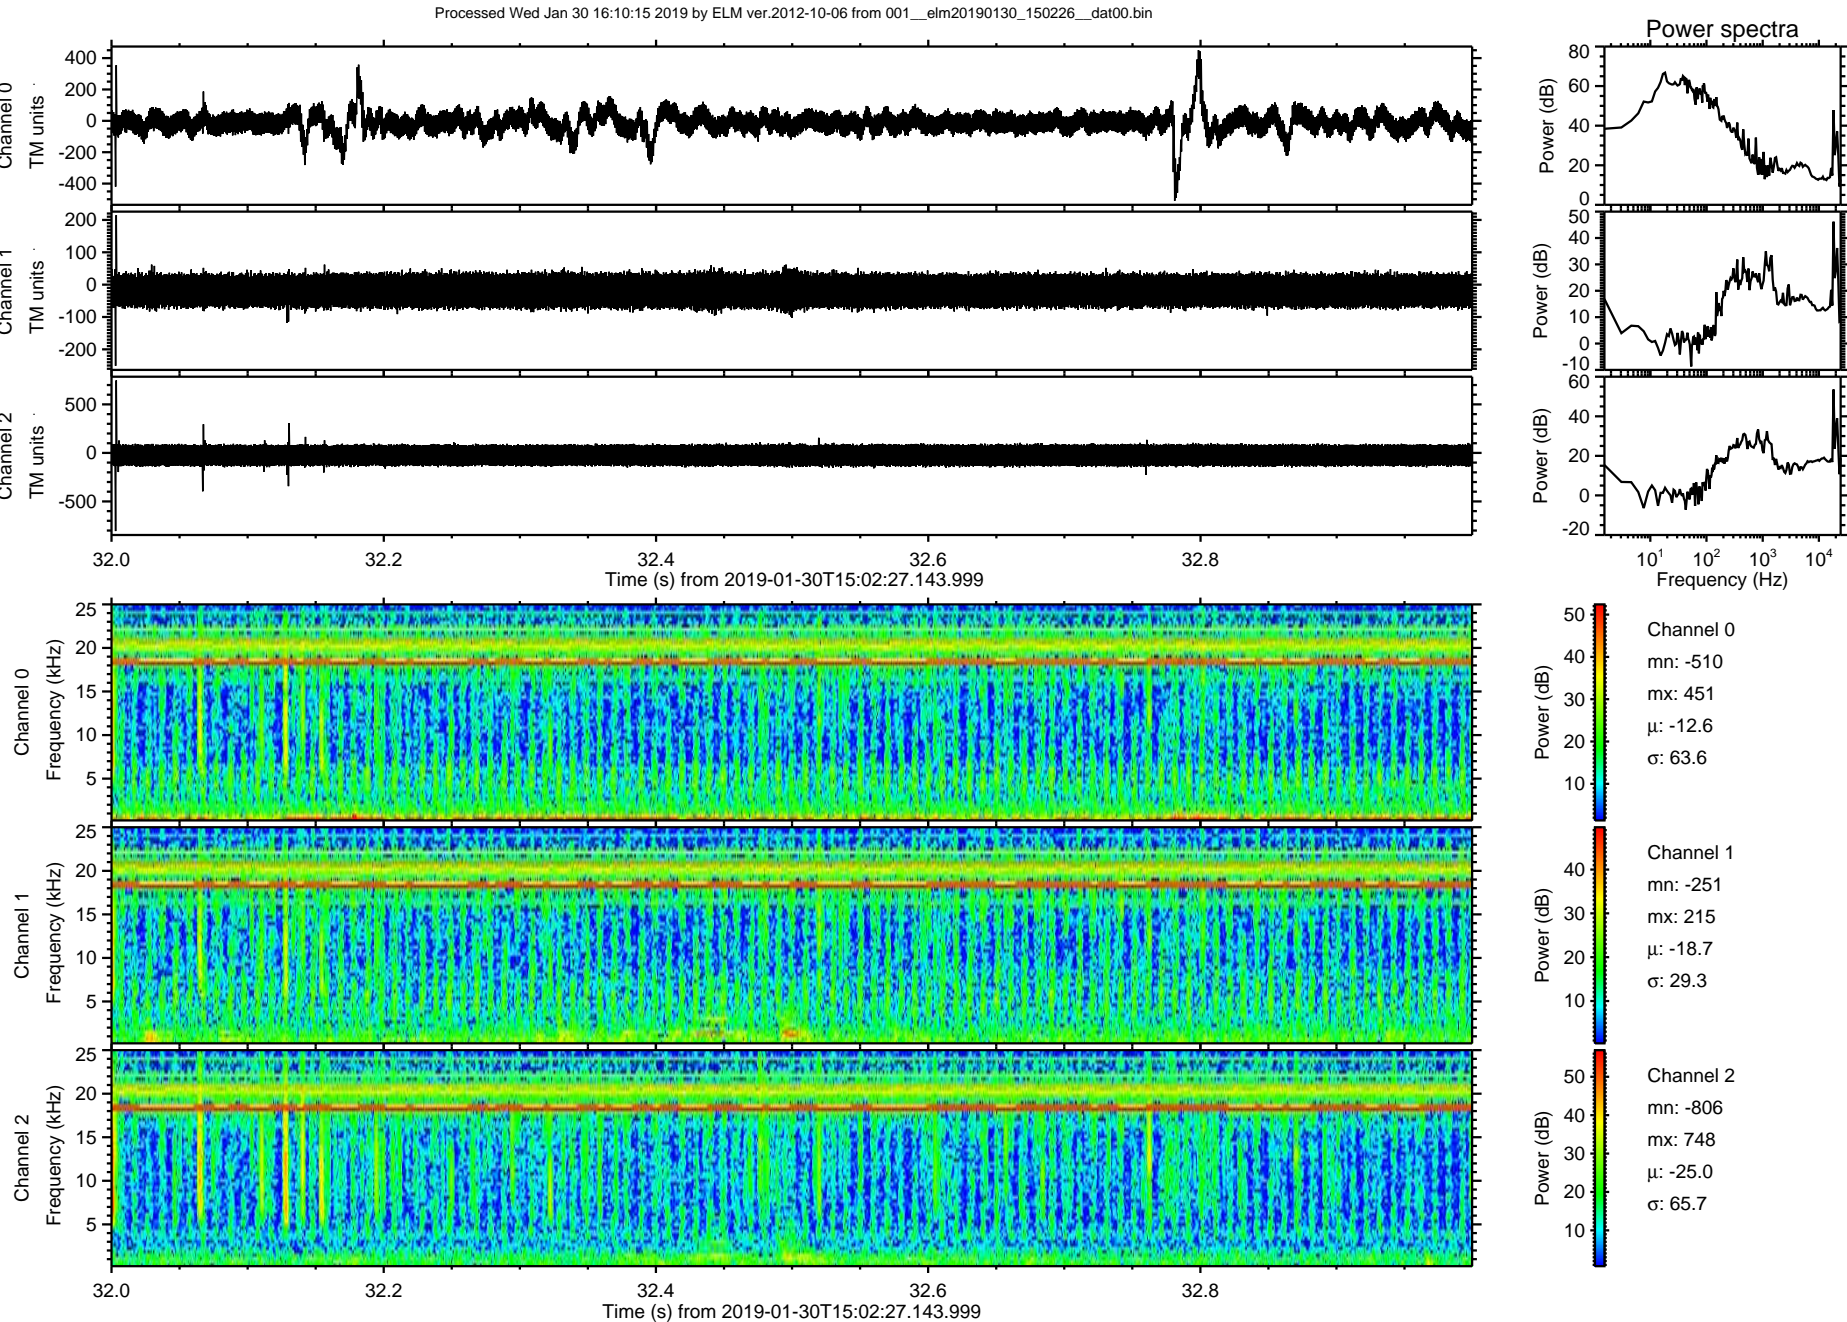 Processed Wed Jan 30 16:10:15 2019 by ELM ver.2012-10-06 from 001__elm20190130_150226__dat00.bin
Power spectra
Channel 0
TM units
400
200
0
-200
-400
Power (dB)
80
60
40
20
0
Channel 1
TM units
200
100
0
-100
-200
Power (dB)
50
40
30
20
10
0
-10
Channel 2
TM units
500
0
-500
Power (dB)
60
40
20
0
-20
32.0 32.2 32.4 32.6 32.8
Time (s) from 2019-01-30T15:02:27.143.999
10¹ 10² 10³ 10⁴
Frequency (Hz)
Channel 0
Frequency (kHz)
25
20
15
10
5
Power (dB)
50
40
30
20
10
Channel 0
mn: -510
mx: 451
μ: -12.6
σ: 63.6
Channel 1
Frequency (kHz)
25
20
15
10
5
Power (dB)
40
30
20
10
Channel 1
mn: -251
mx: 215
μ: -18.7
σ: 29.3
Channel 2
Frequency (kHz)
25
20
15
10
5
Power (dB)
50
40
30
20
10
Channel 2
mn: -806
mx: 748
μ: -25.0
σ: 65.7
32.0 32.2 32.4 32.6 32.8
Time (s) from 2019-01-30T15:02:27.143.999